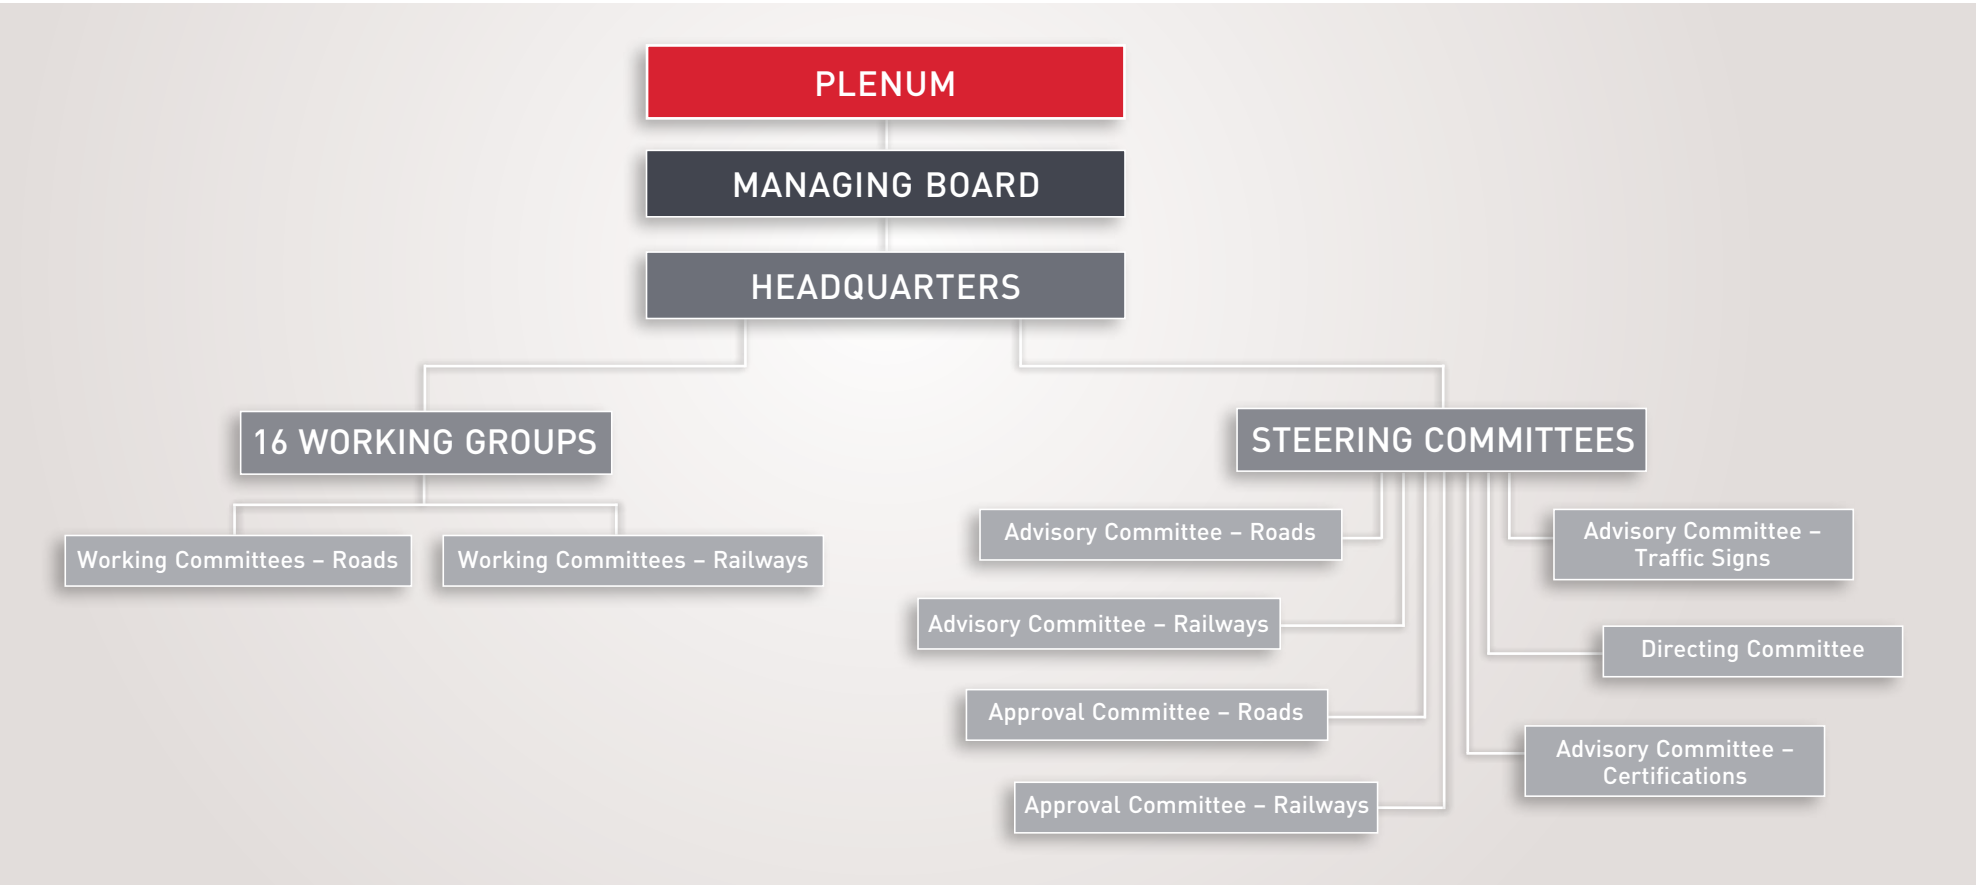 PLENUM
MANAGING BOARD
HEADQUARTERS
16 WORKING GROUPS
Working Committees – Roads
Working Committees – Railways
STEERING COMMITTEES
Advisory Committee – Roads
Advisory Committee – Railways
Approval Committee – Roads
Approval Committee – Railways
Advisory Committee –
Traffic Signs
Directing Committee
Advisory Committee –
Certifications